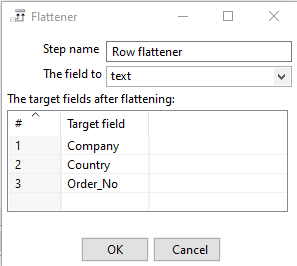 Flattener
Step name Row flattener
The field to text
The target fields after flattening:
# Target field
1 Company
2 Country
3 Order_No
OK Cancel